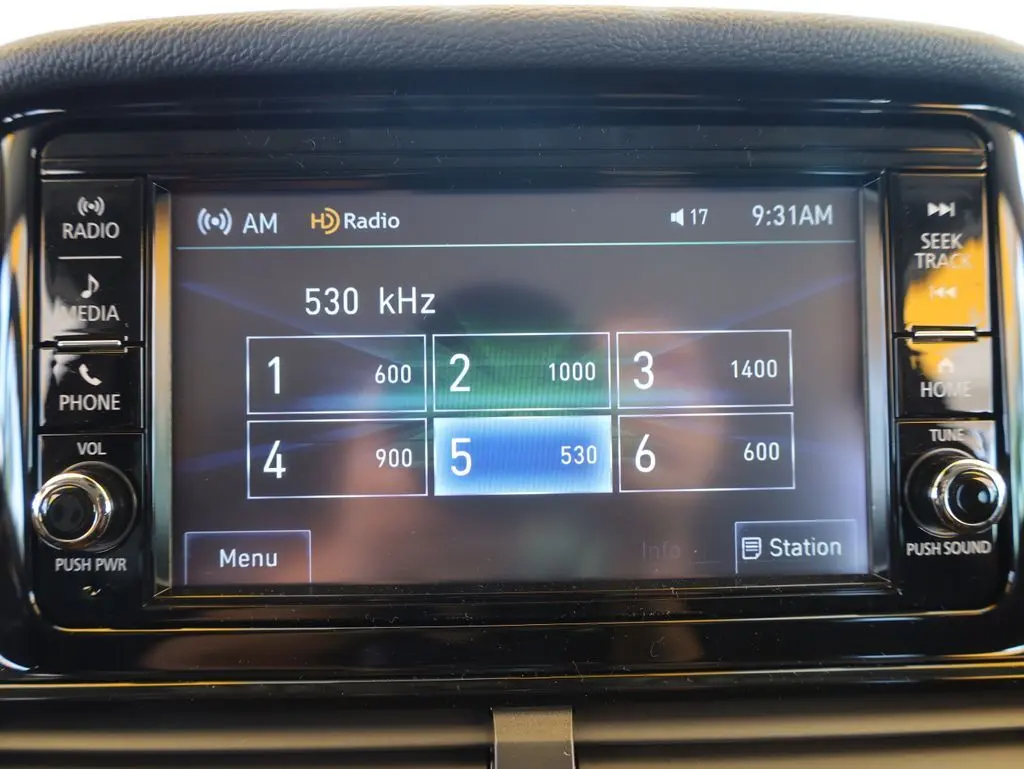 RADIO
MEDIA
PHONE
VOL
PUSH PWR
AM HD Radio 17 9:31AM
530 kHz
1 600 2 1000 3 1400
4 900 5 530 6 600
Menu Info Station
SEEK
TRACK
HOME
TUNE
PUSH SOUND